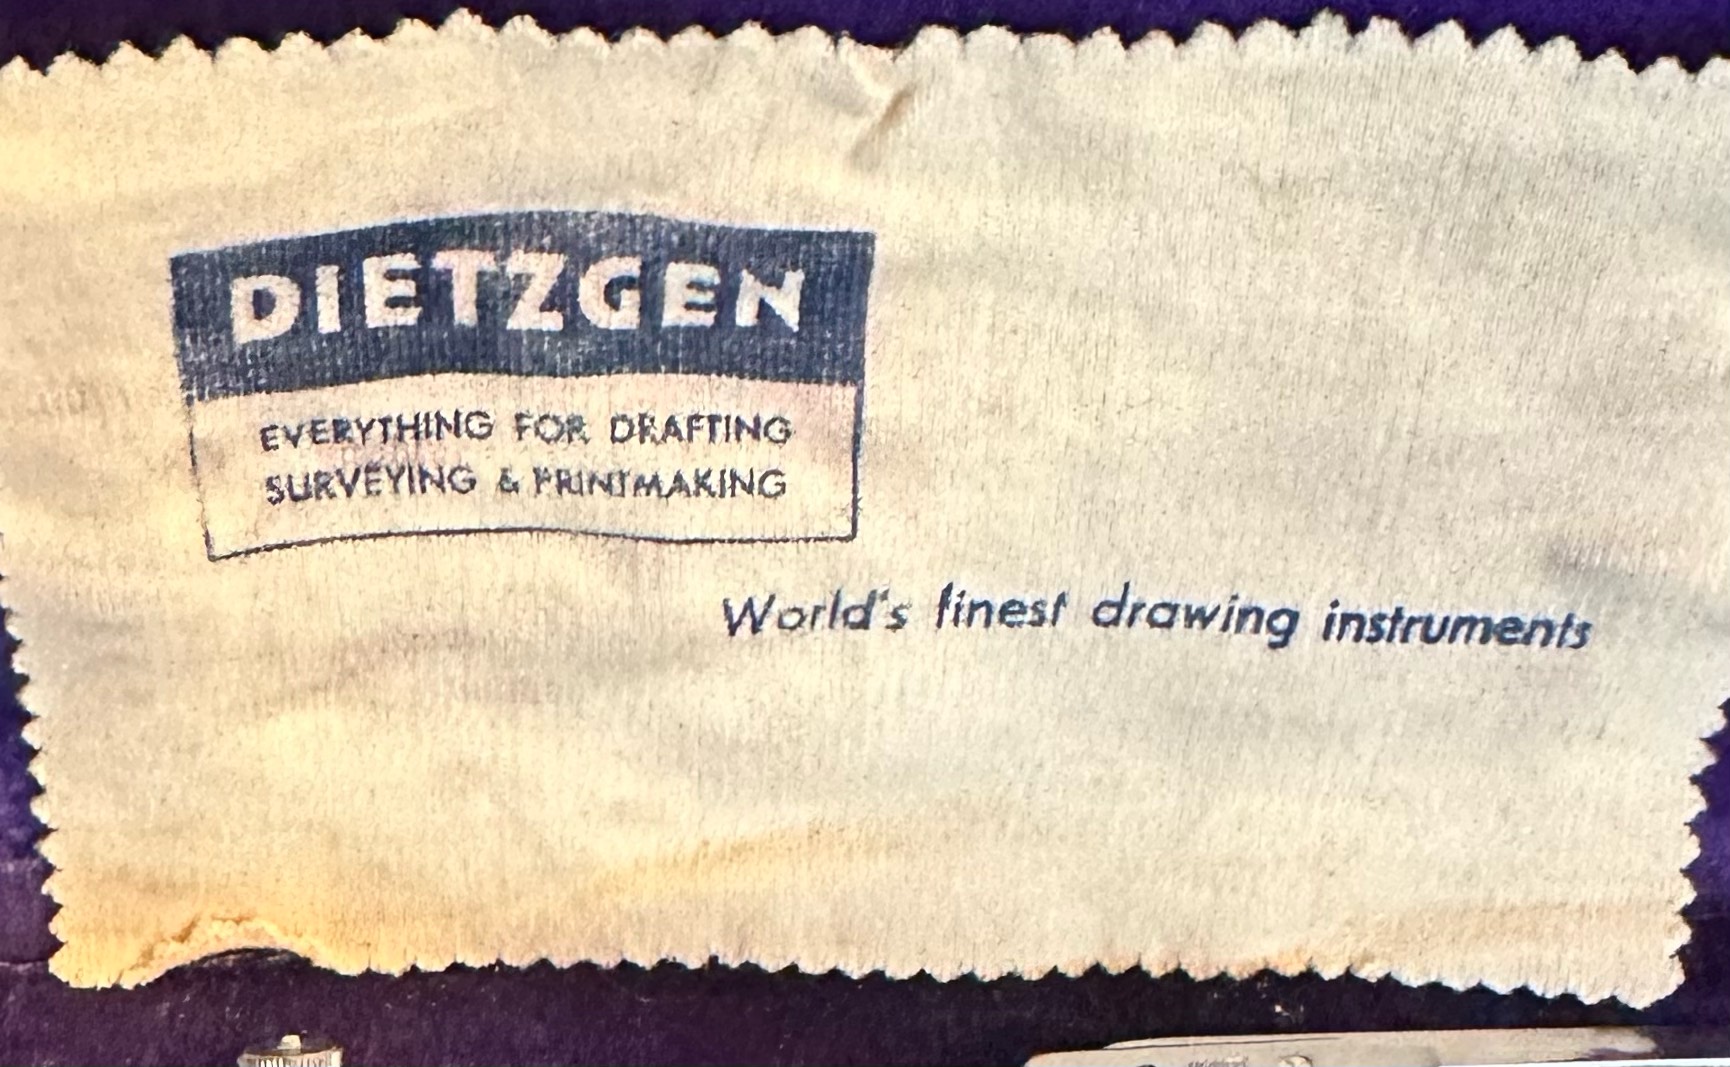 DIETZGEN
EVERYTHING FOR DRAFTING
SURVEYING & PRINTMAKING
World's finest drawing instruments